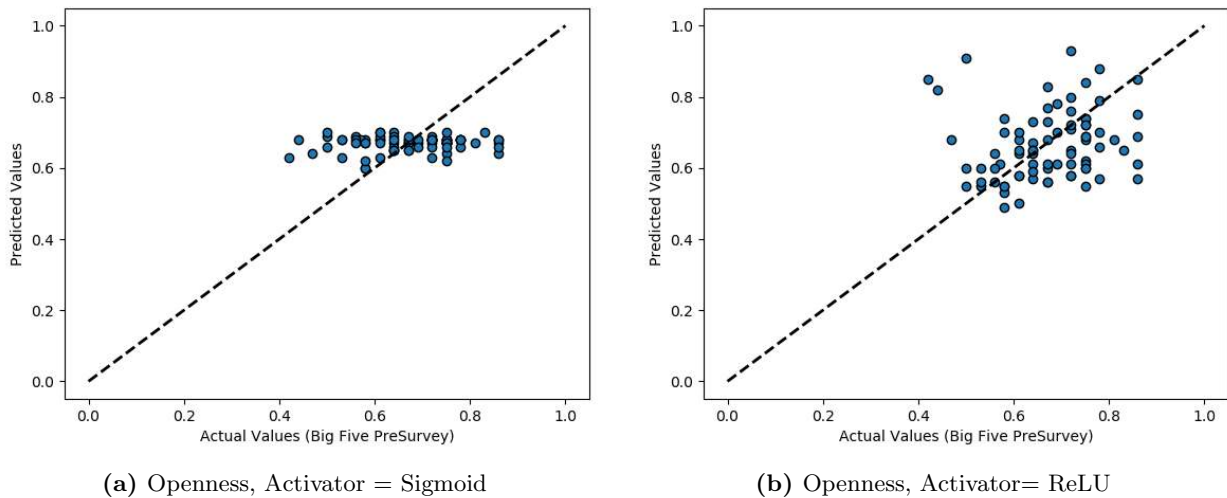 1.0
0.8
0.6
0.4
0.2
0.0
Predicted Values
0.0 0.2 0.4 0.6 0.8 1.0
Actual Values (Big Five PreSurvey)
(a) Openness, Activator = Sigmoid
1.0
0.8
0.6
0.4
0.2
0.0
Predicted Values
0.0 0.2 0.4 0.6 0.8 1.0
Actual Values (Big Five PreSurvey)
(b) Openness, Activator= ReLU